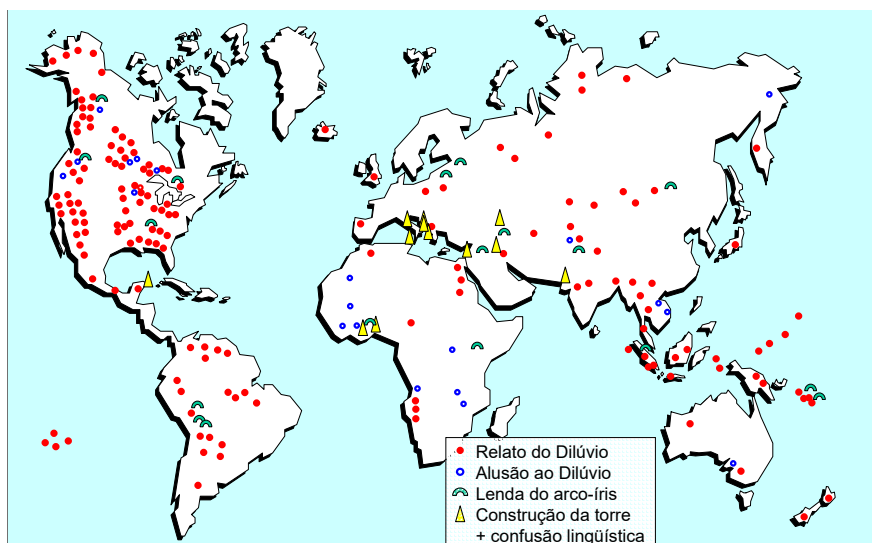 Relato do Dilúvio
Alusão ao Dilúvio
Lenda do arco-íris
Construção da torre
+ confusão lingüística